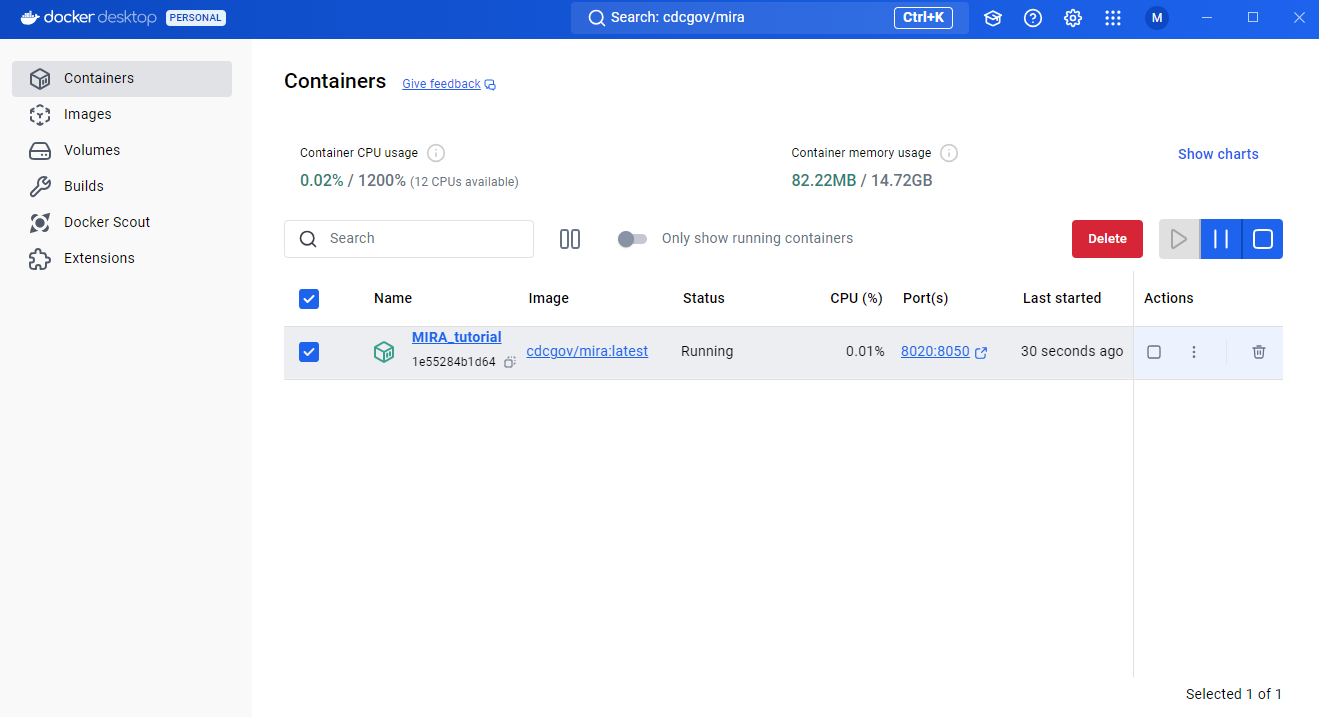 docker desktop PERSONAL
Search: cdcgov/mira
Ctrl+K
M
Containers
Images
Volumes
Builds
Docker Scout
Extensions
Containers Give feedback
Container CPU usage
0.02% / 1200% (12 CPUs available)
Container memory usage
82.22MB / 14.72GB
Show charts
Search
Only show running containers
Delete
Name Image Status CPU (%) Port(s) Last started Actions
MIRA_tutorial
1e55284b1d64
cdcgov/mira:latest Running 0.01% 8020:8050 30 seconds ago
Selected 1 of 1